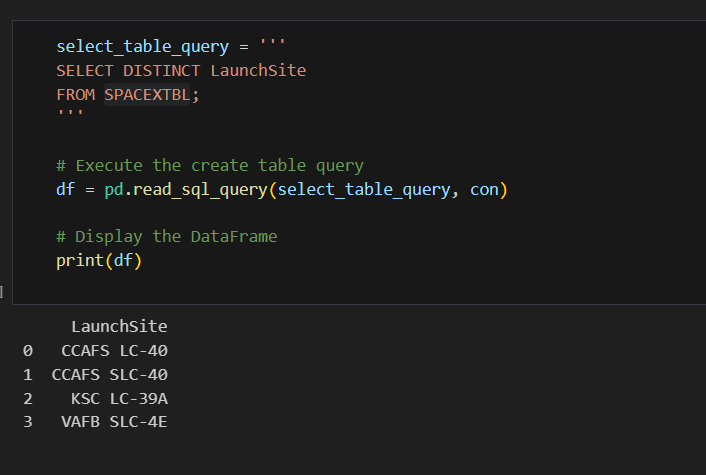 select_table_query = '''
SELECT DISTINCT LaunchSite
FROM SPACEXTBL;
'''
# Execute the create table query
df = pd.read_sql_query(select_table_query, con)
# Display the DataFrame
print(df)
]
LaunchSite
0 CCAFS LC-40
1 CCAFS SLC-40
2 KSC LC-39A
3 VAFB SLC-4E